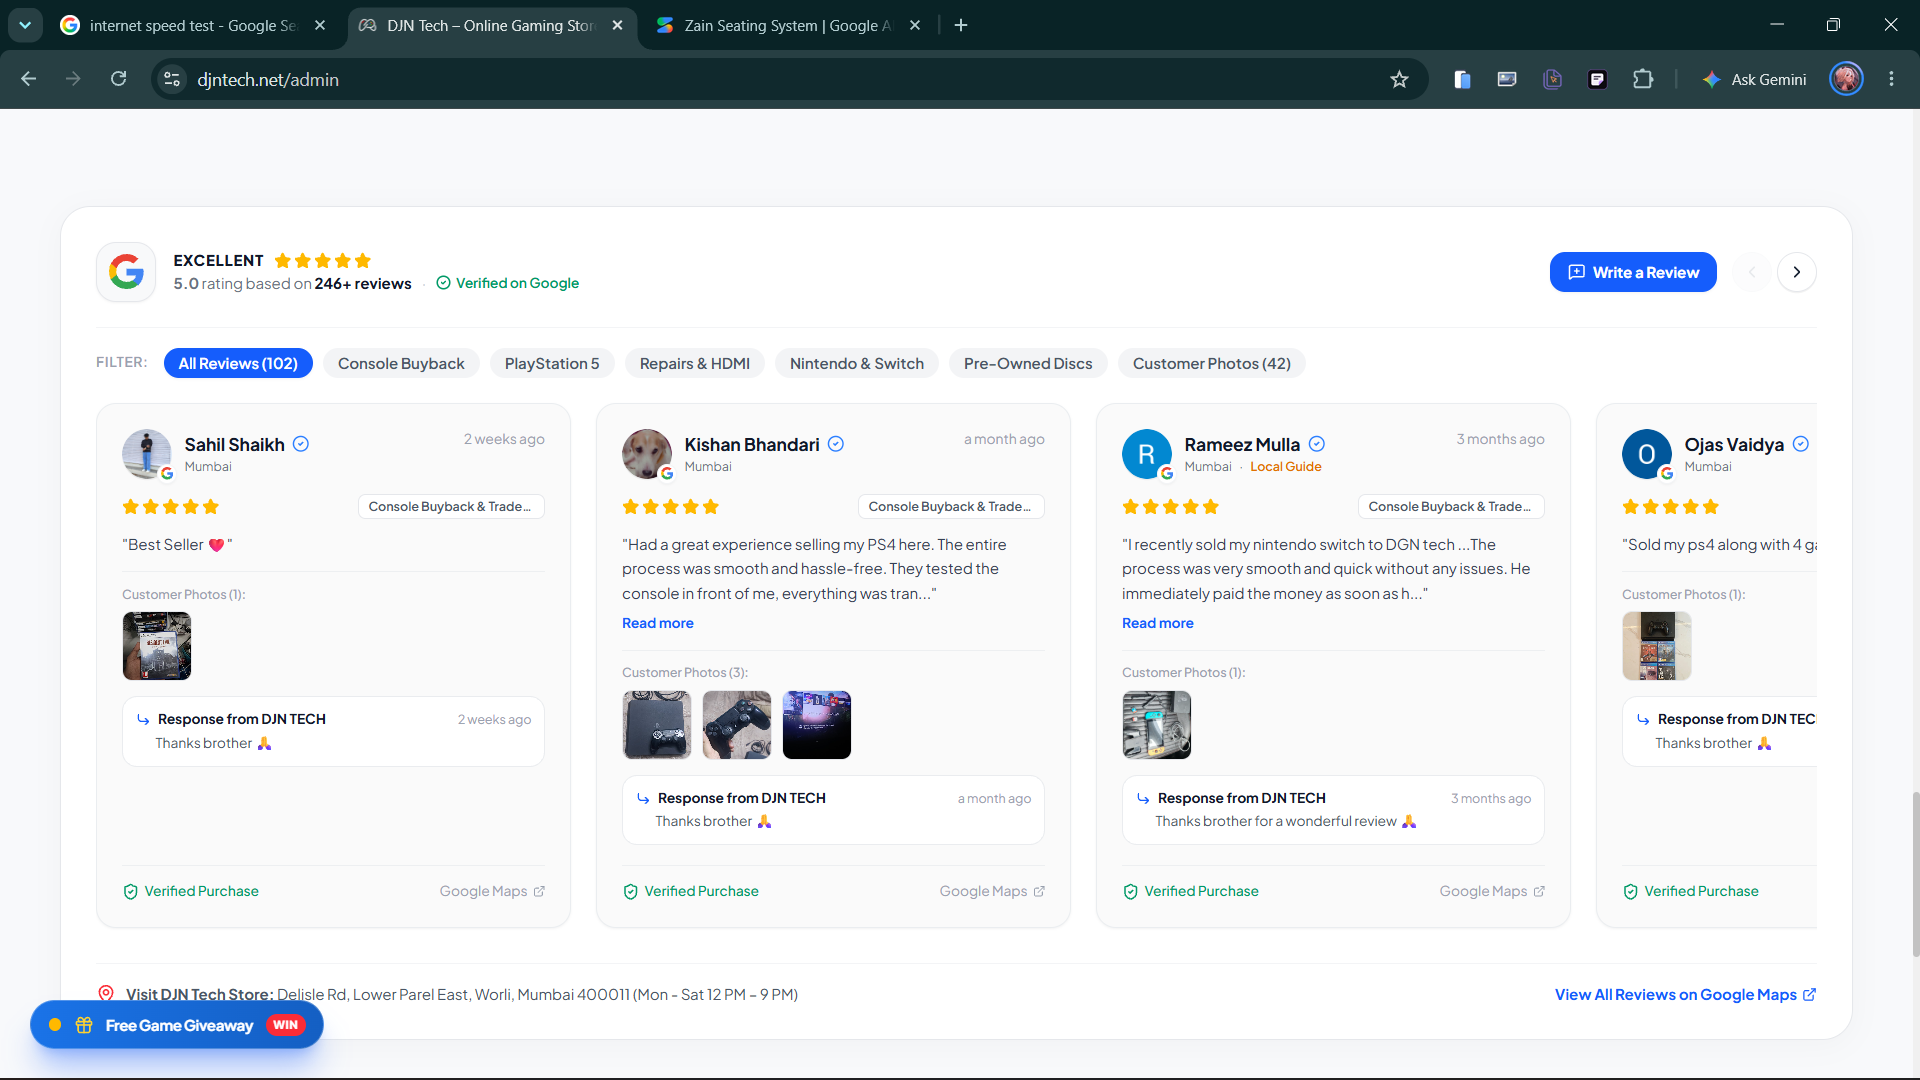 internet speed test - Google Se
DJN Tech – Online Gaming Stor
Zain Seating System | Google A
djntech.net/admin
Ask Gemini
EXCELLENT
5.0 rating based on 246+ reviews · Verified on Google
Write a Review
FILTER:
All Reviews (102)
Console Buyback
PlayStation 5
Repairs & HDMI
Nintendo & Switch
Pre-Owned Discs
Customer Photos (42)
Sahil Shaikh
2 weeks ago
Mumbai
Console Buyback & Trade...
"Best Seller ❤️"
Customer Photos (1):
Response from DJN TECH
2 weeks ago
Thanks brother 🙏
Verified Purchase
Google Maps
Kishan Bhandari
a month ago
Mumbai
Console Buyback & Trade...
"Had a great experience selling my PS4 here. The entire
process was smooth and hassle-free. They tested the
console in front of me, everything was tran..."
Read more
Customer Photos (3):
Response from DJN TECH
a month ago
Thanks brother 🙏
Verified Purchase
Google Maps
R
Rameez Mulla
3 months ago
Mumbai · Local Guide
Console Buyback & Trade...
"I recently sold my nintendo switch to DGN tech ...The
process was very smooth and quick without any issues. He
immediately paid the money as soon as h..."
Read more
Customer Photos (1):
Response from DJN TECH
3 months ago
Thanks brother for a wonderful review 🙏
Verified Purchase
Google Maps
O
Ojas Vaidya
Mumbai
"Sold my ps4 along with 4 ga
Customer Photos (1):
Response from DJN TEC
Thanks brother 🙏
Verified Purchase
Visit DJN Tech Store: Delisle Rd, Lower Parel East, Worli, Mumbai 400011 (Mon - Sat 12 PM – 9 PM)
View All Reviews on Google Maps
Free Game Giveaway WIN